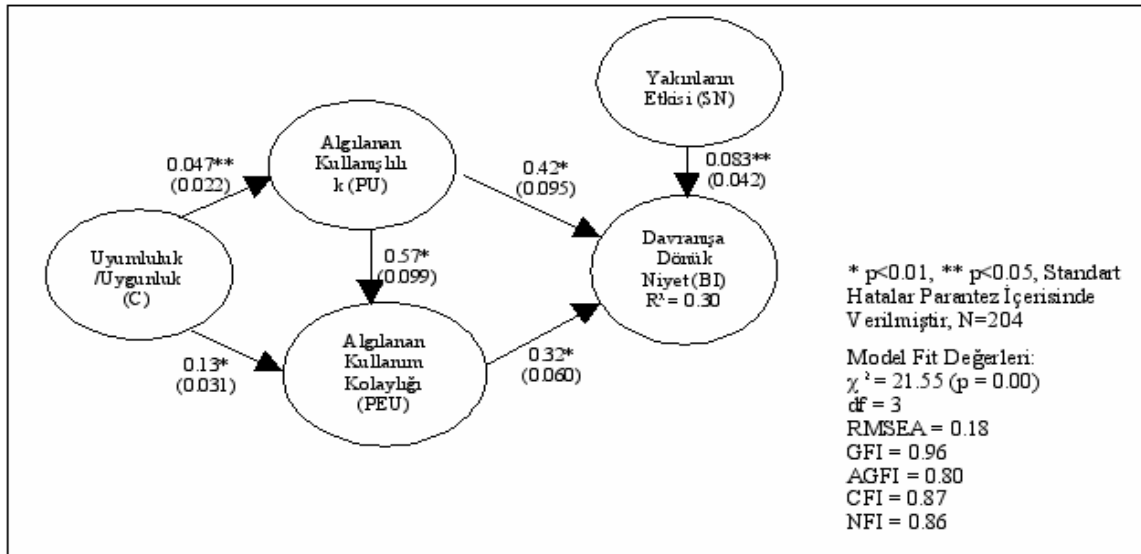 Yakınların
Etkisi (SN)
Algılanan
Kullanışlılı
k (PU)
0.047**
(0.022)
0.42*
(0.095)
0.083**
(0.042)
Uyumluluk
/Uygunluk
(C)
0.57*
(0.099)
Davranışa
Dönük
Niyet (BI)
R² = 0.30
0.13*
(0.031)
Algılanan
Kullanım
Kolaylığı
(PEU)
0.32*
(0.060)
* p<0.01, ** p<0.05, Standart
Hatalar Parantez İçerisinde
Verilmiştir, N=204
Model Fit Değerleri:
χ ² = 21.55 (p = 0.00)
df = 3
RMSEA = 0.18
GFI = 0.96
AGFI = 0.80
CFI = 0.87
NFI = 0.86